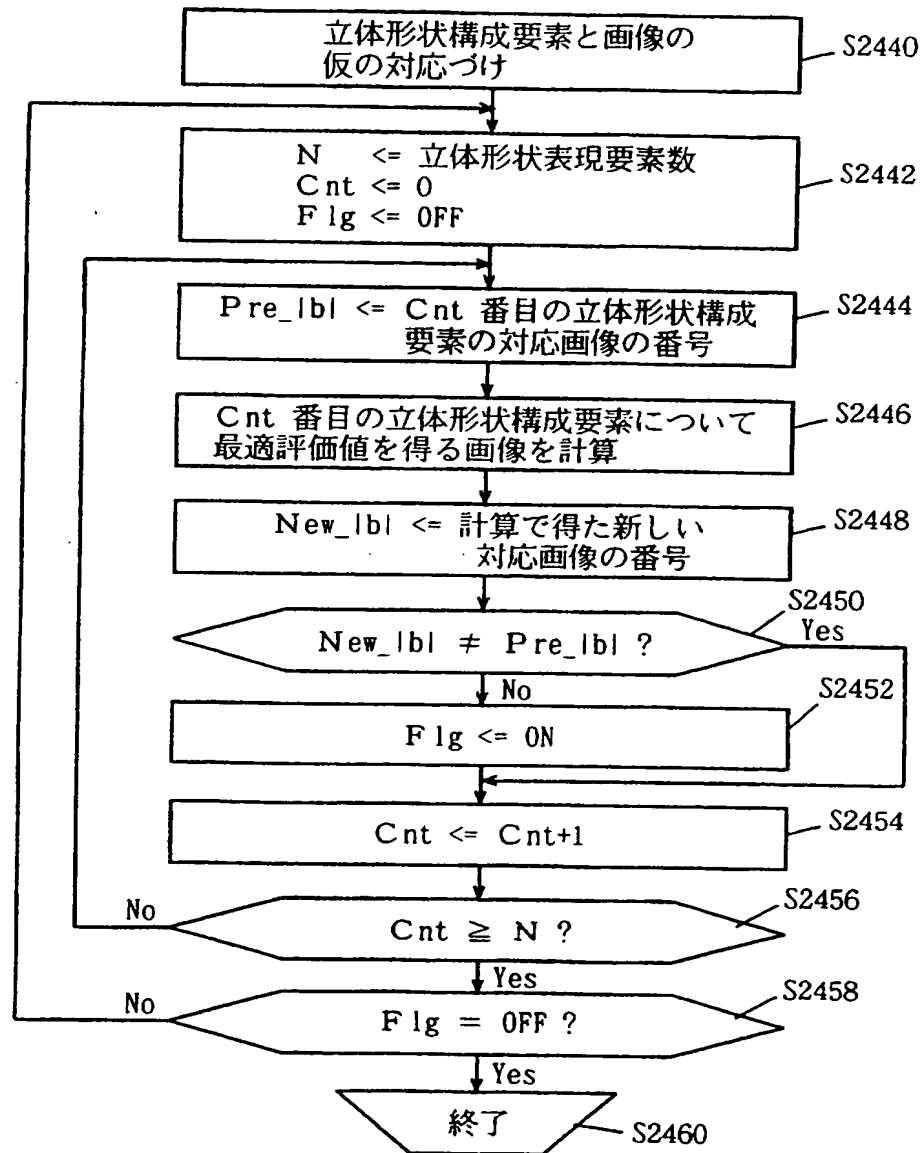 立体形状構成要素と画像の
仮の対応づけ
S2440
N <= 立体形状表現要素数
Cnt <= 0
Flg <= OFF
S2442
Pre_lbl <= Cnt 番目の立体形状構成
要素の対応画像の番号
S2444
Cnt 番目の立体形状構成要素について
最適評価値を得る画像を計算
S2446
New_lbl <= 計算で得た新しい
対応画像の番号
S2448
New_lbl ≠ Pre_lbl ?
S2450
Yes
No
Flg <= ON
S2452
Cnt <= Cnt+1
S2454
Cnt ≧ N ?
S2456
No
Yes
Flg = OFF ?
S2458
No
Yes
終了
S2460